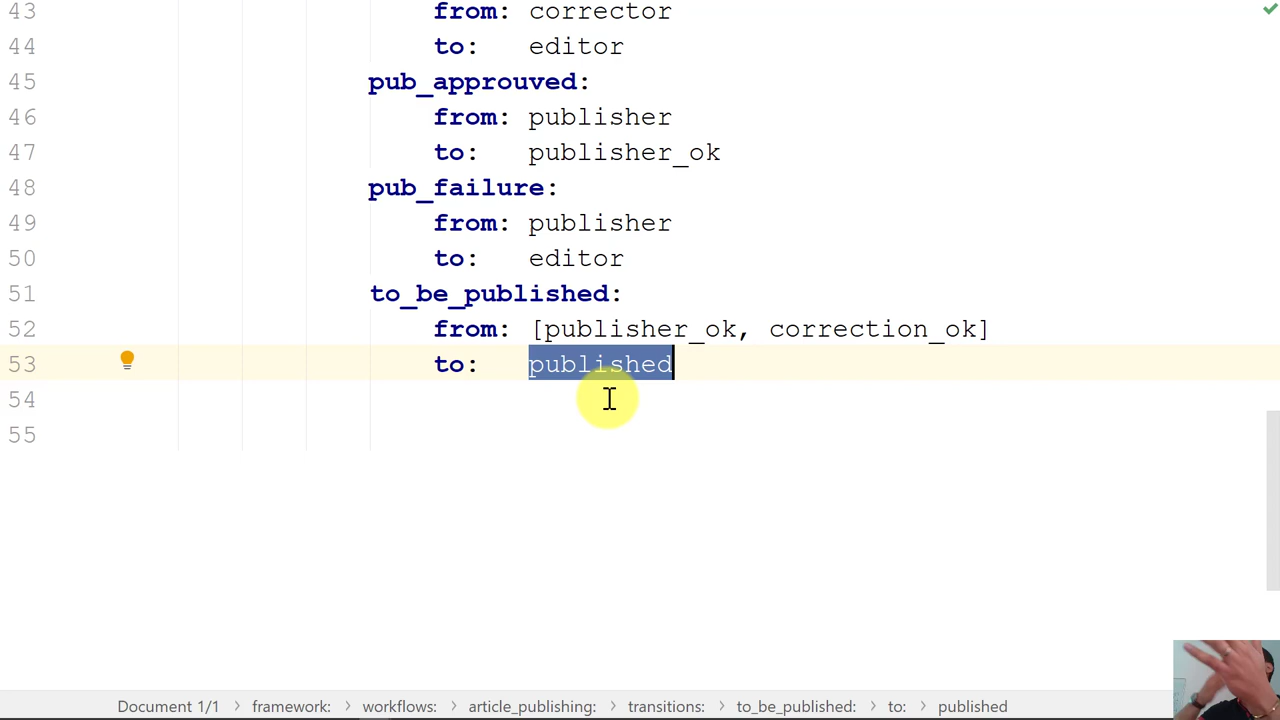 43 from: corrector
44 to: editor
45 pub_approuved:
46 from: publisher
47 to: publisher_ok
48 pub_failure:
49 from: publisher
50 to: editor
51 to_be_published:
52 from: [publisher_ok, correction_ok]
53 to: published
54
55
Document 1/1 › framework: › workflows: › article_publishing: › transitions: › to_be_published: › to: › published